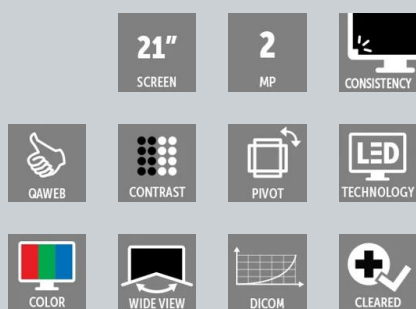 21"
SCREEN
2
MP
CONSISTENCY
QAWEB
CONTRAST
PIVOT
LED
TECHNOLOGY
COLOR
WIDE VIEW
DICOM
CLEARED